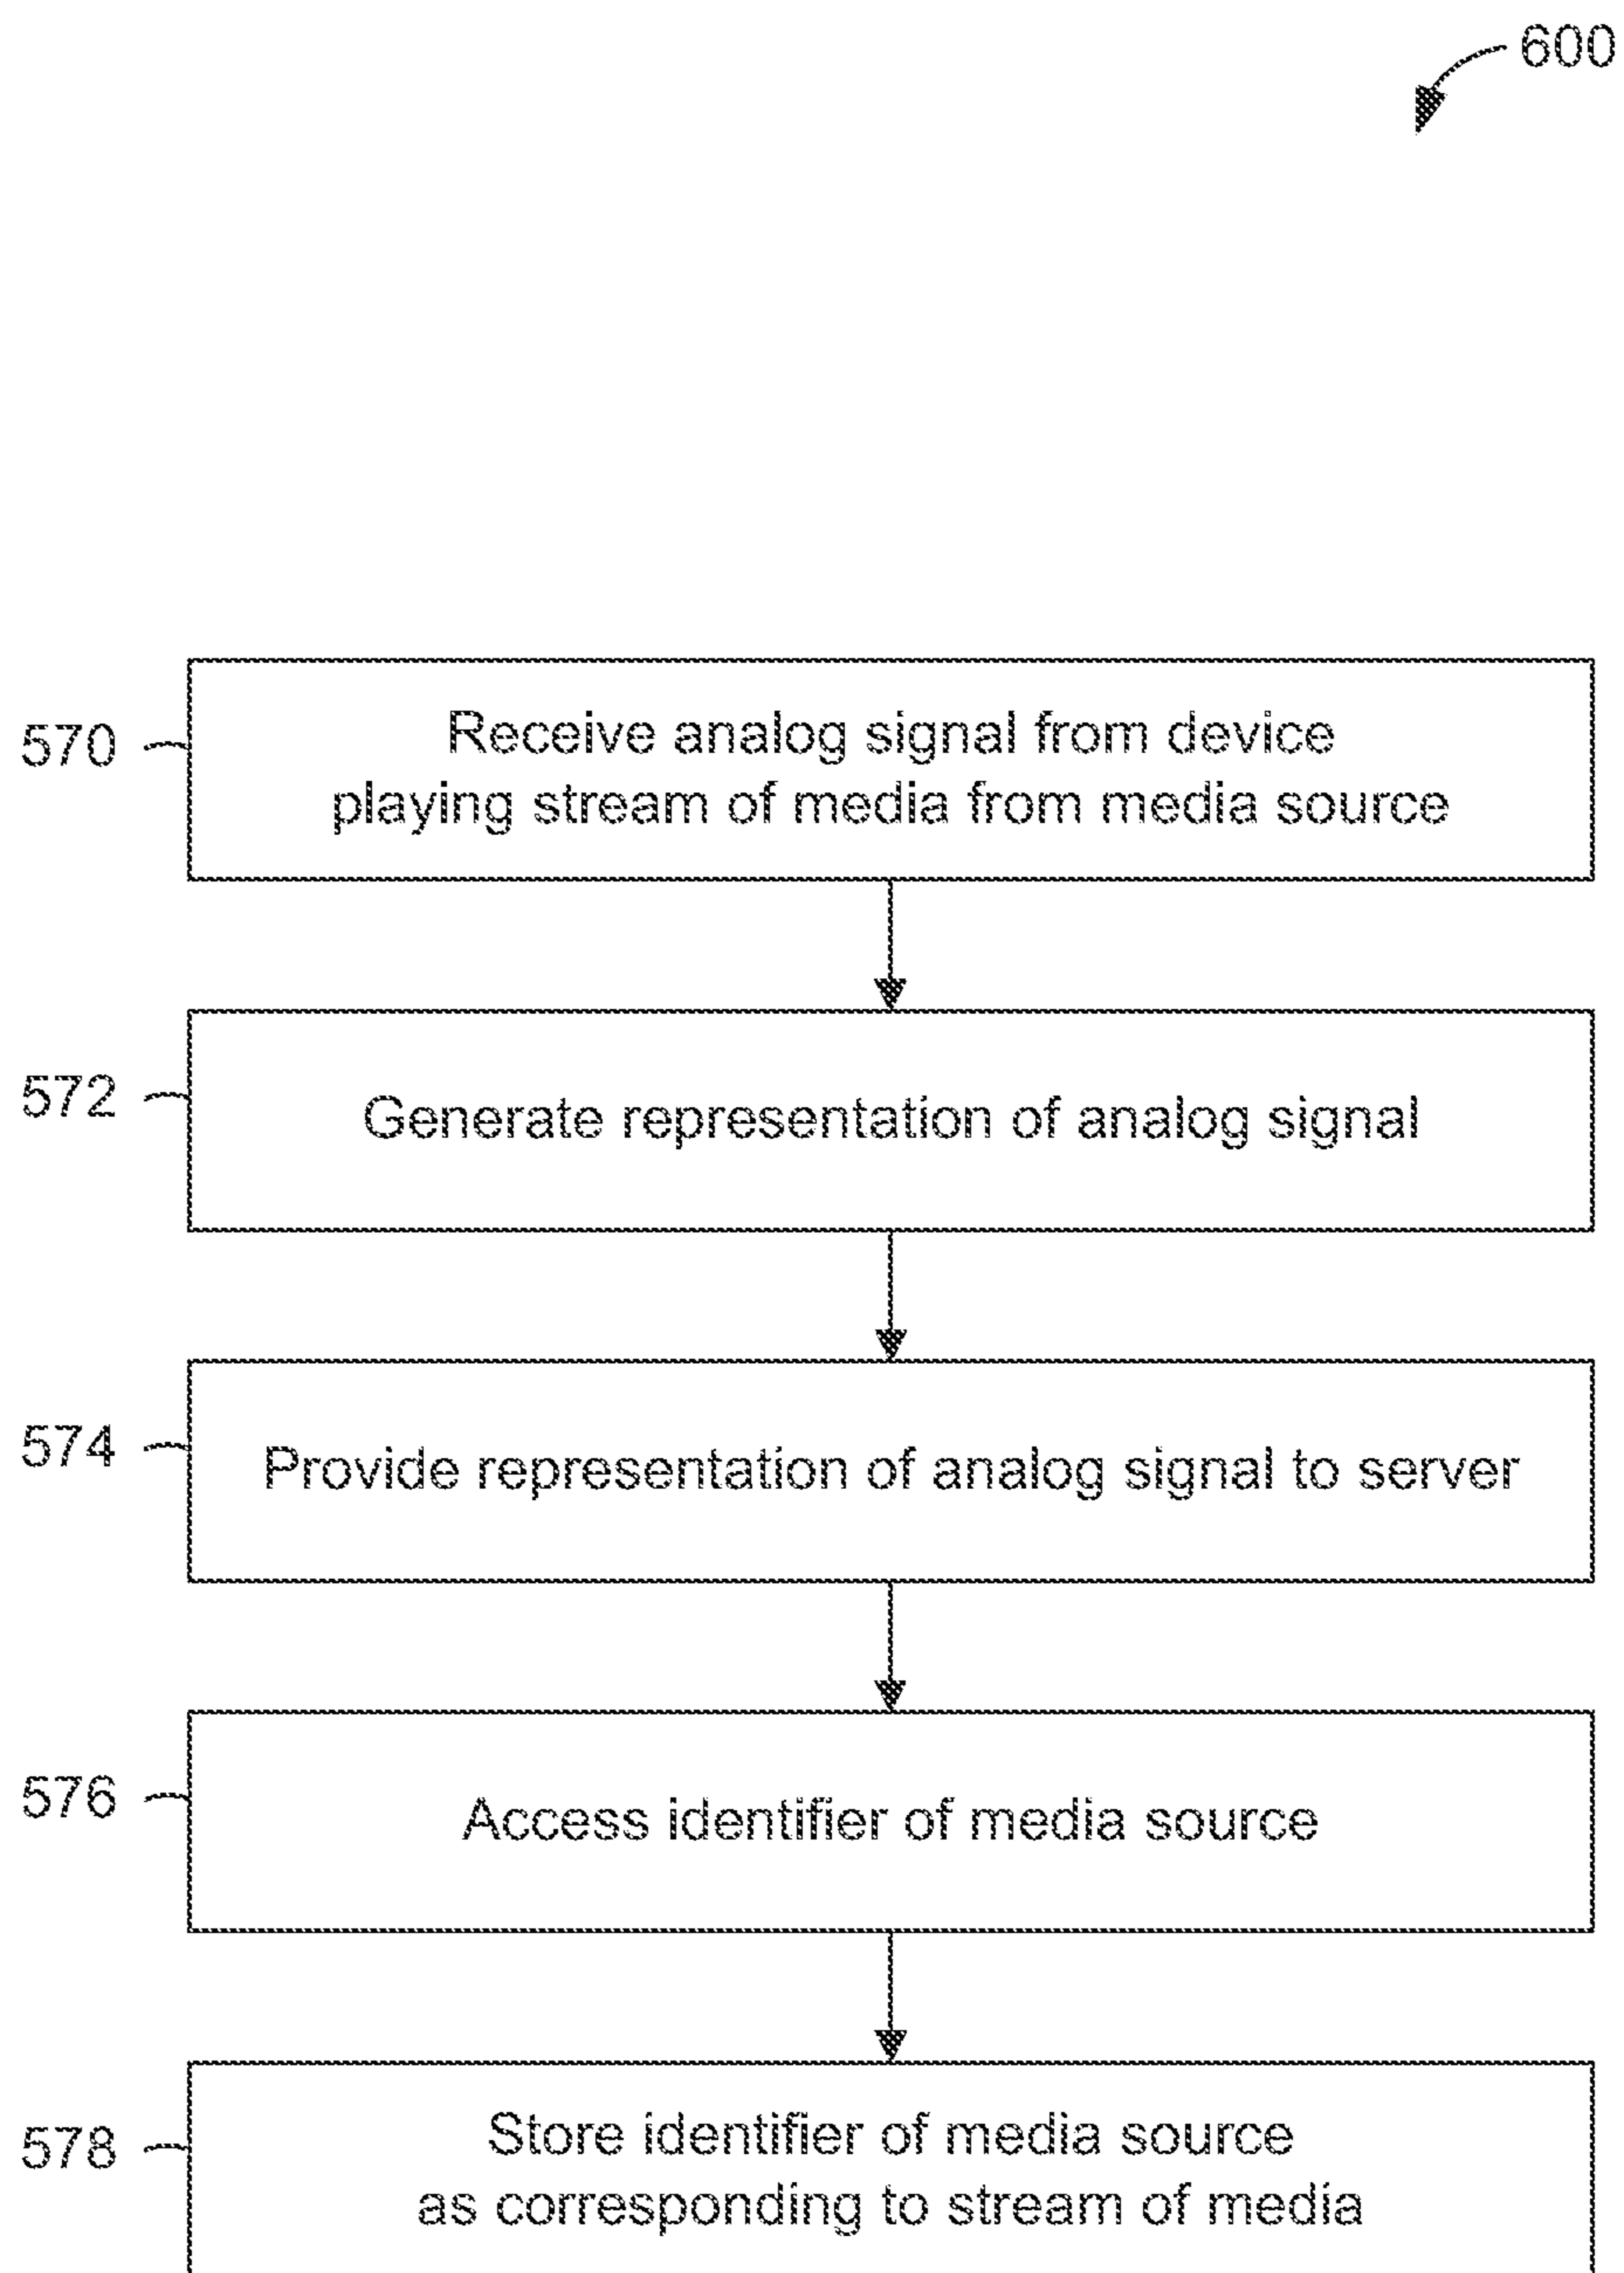 600
570
Receive analog signal from device
playing stream of media from media source
572
Generate representation of analog signal
574
Provide representation of analog signal to server
576
Access identifier of media source
578
Store identifier of media source
as corresponding to stream of media